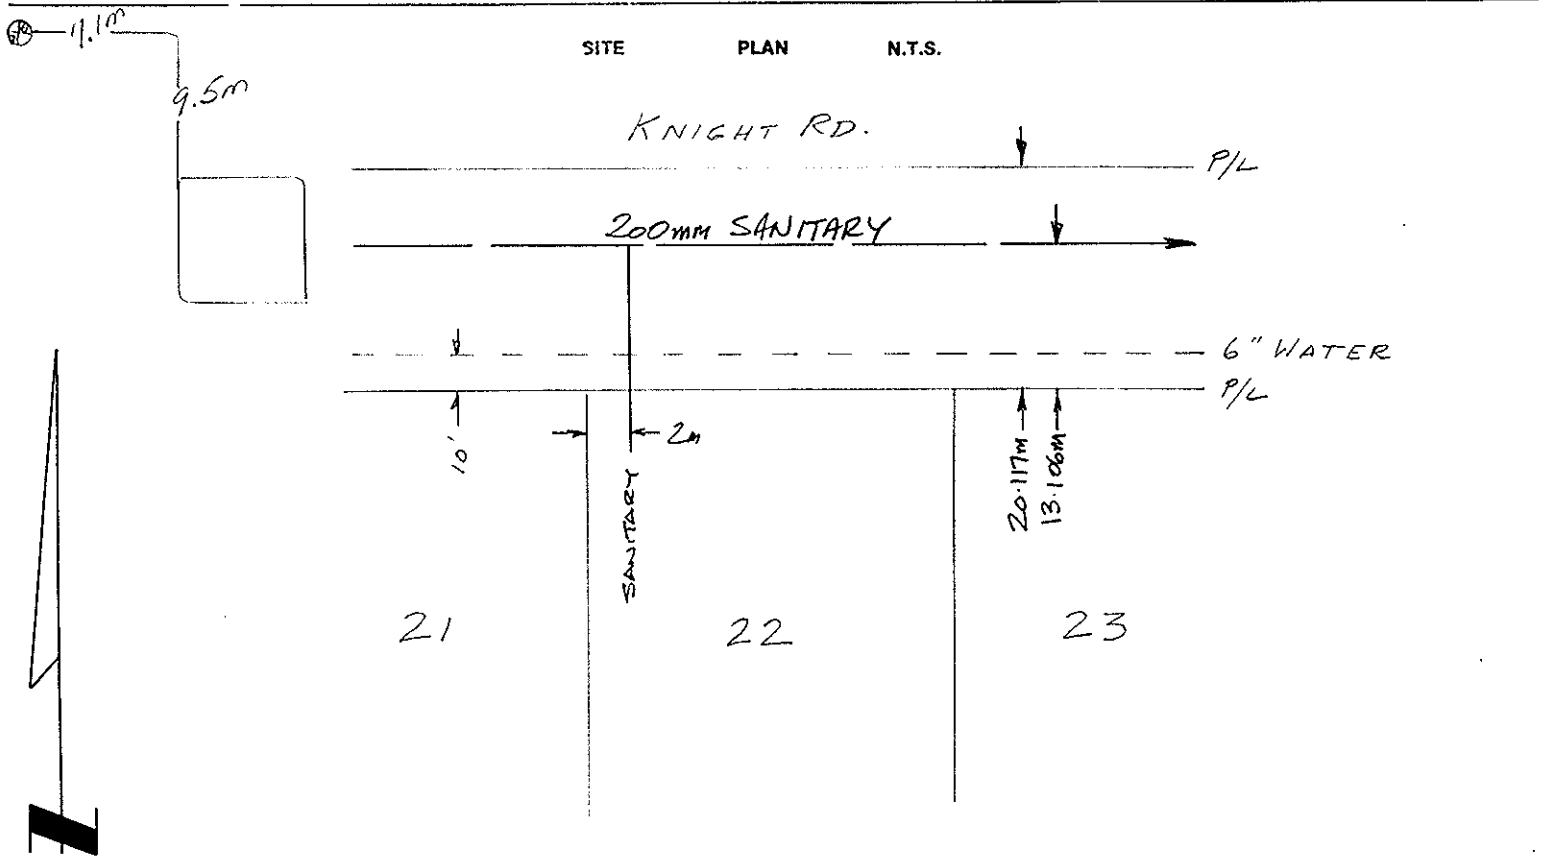 11.1m
SITE PLAN N.T.S.
9.5m
KNIGHT RD.
P/L
200mm SANITARY
6" WATER
P/L
10'
2m
SANITARY
20.117m
13.106m
21
22
23
N